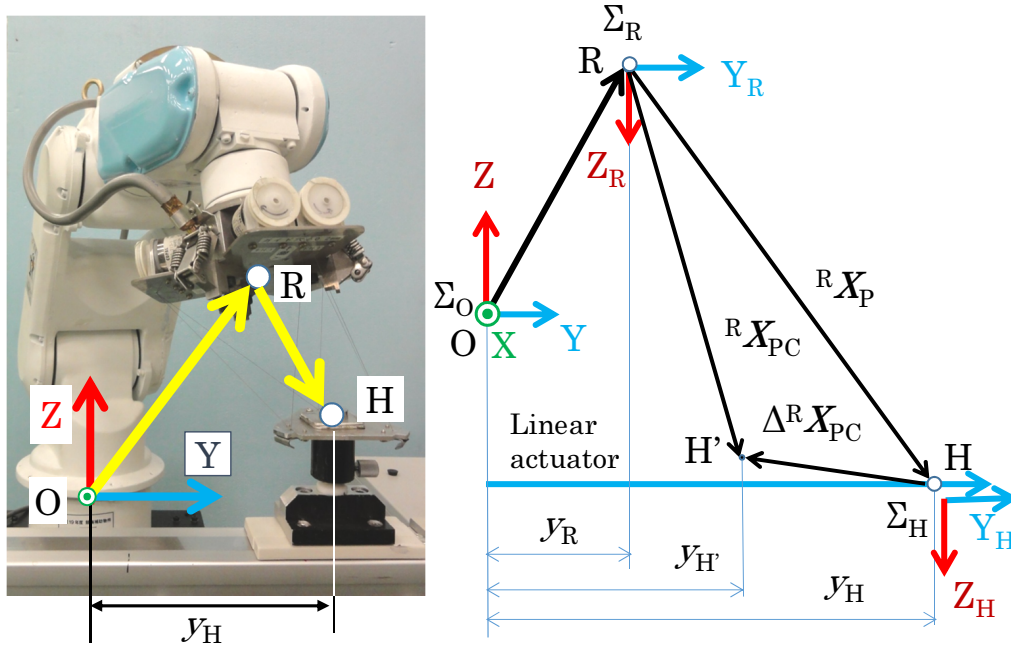 R
H
Z
Y
O
y_H
Σ_R
R
Y_R
Z_R
Z
Σ_O
O
X
Y
^R X_P
^R X_PC
Δ^R X_PC
Linear
actuator
H'
H
Σ_H
Y_H
Z_H
y_R
y_H'
y_H